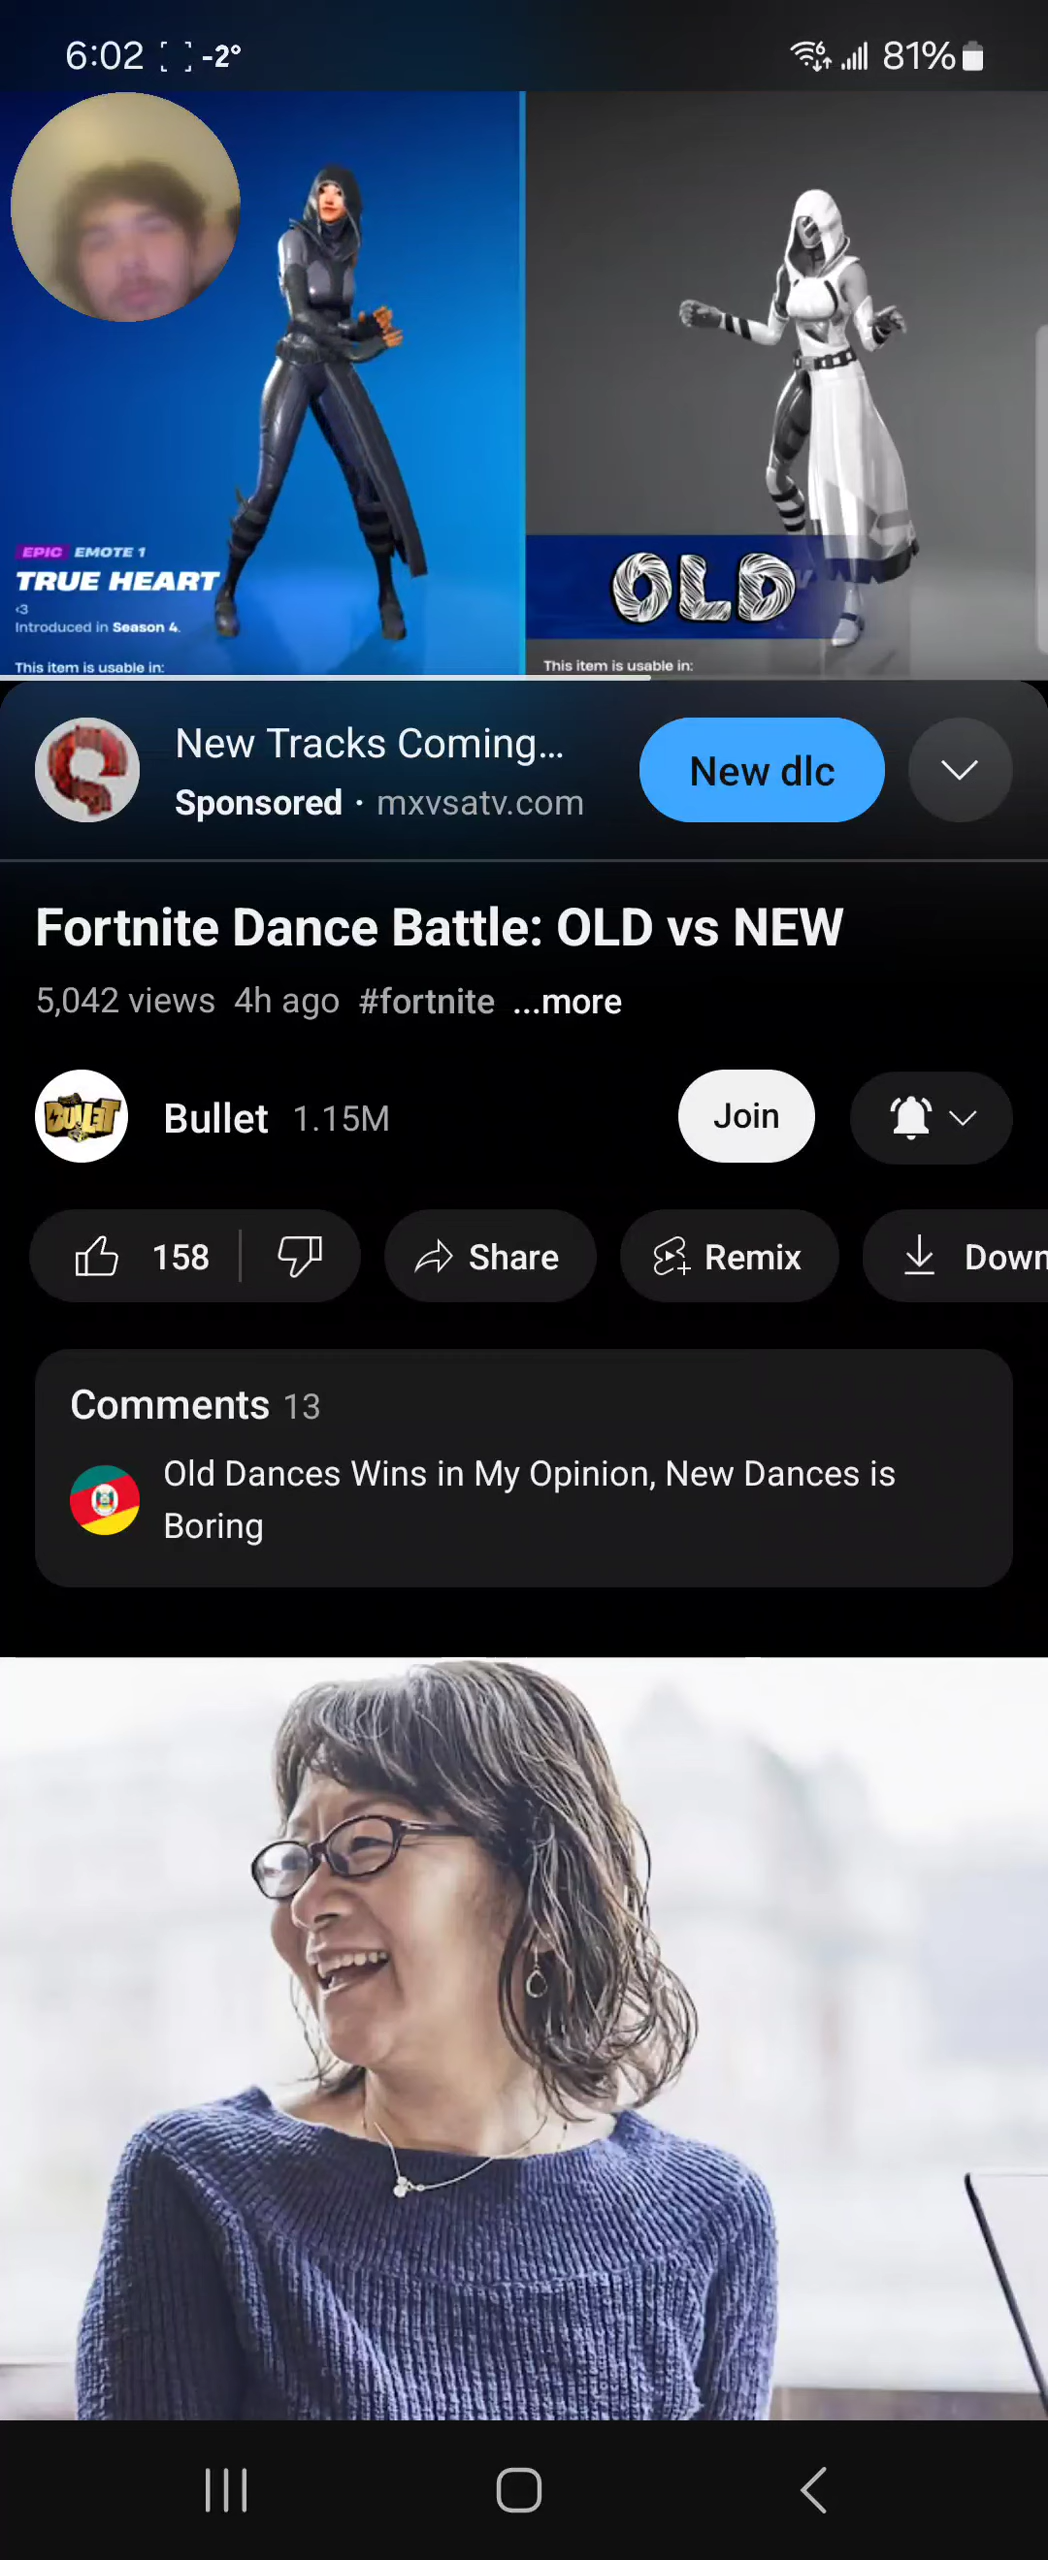 6:02 -2° 6 81%
EPIC EMOTE 1
TRUE HEART
<3
Introduced in Season 4.
This item is usable in:
OLD
This item is usable in:
New Tracks Coming...
Sponsored · mxvsatv.com
New dlc
Fortnite Dance Battle: OLD vs NEW
5,042 views 4h ago #fortnite ...more
BULLET
Bullet 1.15M
Join
158
Share
Remix
Down
Comments 13
Old Dances Wins in My Opinion, New Dances is
Boring